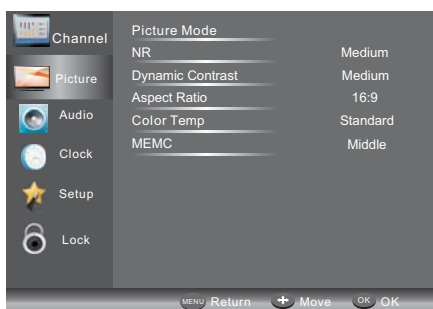 Channel
Picture
Audio
Clock
Setup
Lock
Picture Mode
NR Medium
Dynamic Contrast Medium
Aspect Ratio 16:9
Color Temp Standard
MEMC Middle
MENU Return Move OK OK